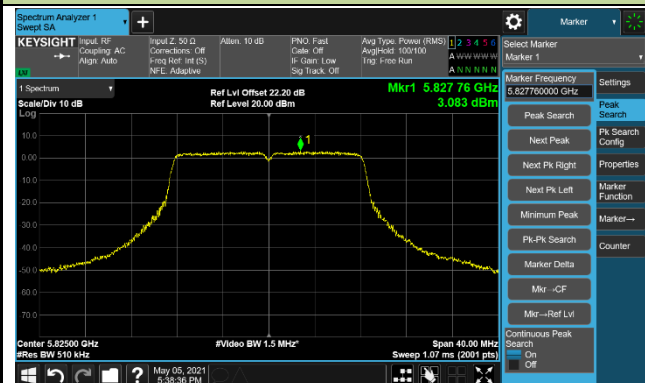 Spectrum Analyzer 1
Swept SA
Marker
KEYSIGHT
Input: RF
Coupling: AC
Align: Auto
Input Z: 50 Ω
Corrections: Off
Freq Ref: Int (S)
NFE: Adaptive
Atten: 10 dB
PNO: Fast
Gate: Off
IF Gain: Low
Sig Track: Off
Avg Type: Power (RMS)
Avg|Hold: 100/100
Trig: Free Run
1 2 3 4 5 6
A W W W W W
A N N N N N
Select Marker
Marker 1
1 Spectrum
Scale/Div 10 dB
Log
Ref Lvl Offset 22.20 dB
Ref Level 20.00 dBm
Mkr1 5.827 76 GHz
3.083 dBm
Marker Frequency
5.827760000 GHz
Peak Search
Next Peak
Next Pk Right
Next Pk Left
Minimum Peak
Pk-Pk Search
Marker Delta
Mkr→CF
Mkr→Ref Lvl
Continuous Peak Search
On
Off
Settings
Peak Search
Pk Search Config
Properties
Marker Function
Marker→
Counter
10.0
0.00
-10.0
-20.0
-30.0
-40.0
-50.0
-60.0
-70.0
1
Center 5.82500 GHz
#Res BW 510 kHz
#Video BW 1.5 MHz*
Span 40.00 MHz
Sweep 1.07 ms (2001 pts)
May 05, 2021
5:38:36 PM